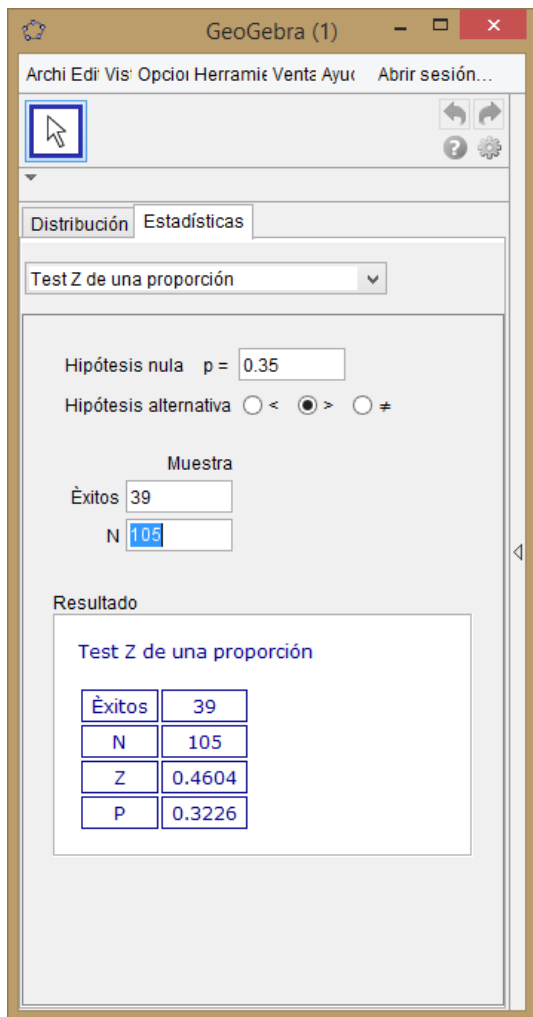 GeoGebra (1)
Archi Edi Vis Opcior Herramie Venta Ayuc Abrir sesión...
Distribución Estadísticas
Test Z de una proporción
Hipótesis nula p = 0.35
Hipótesis alternativa < > ≠
Muestra
Èxitos 39
N 105
Resultado
Test Z de una proporción
Èxitos 39
N 105
Z 0.4604
P 0.3226